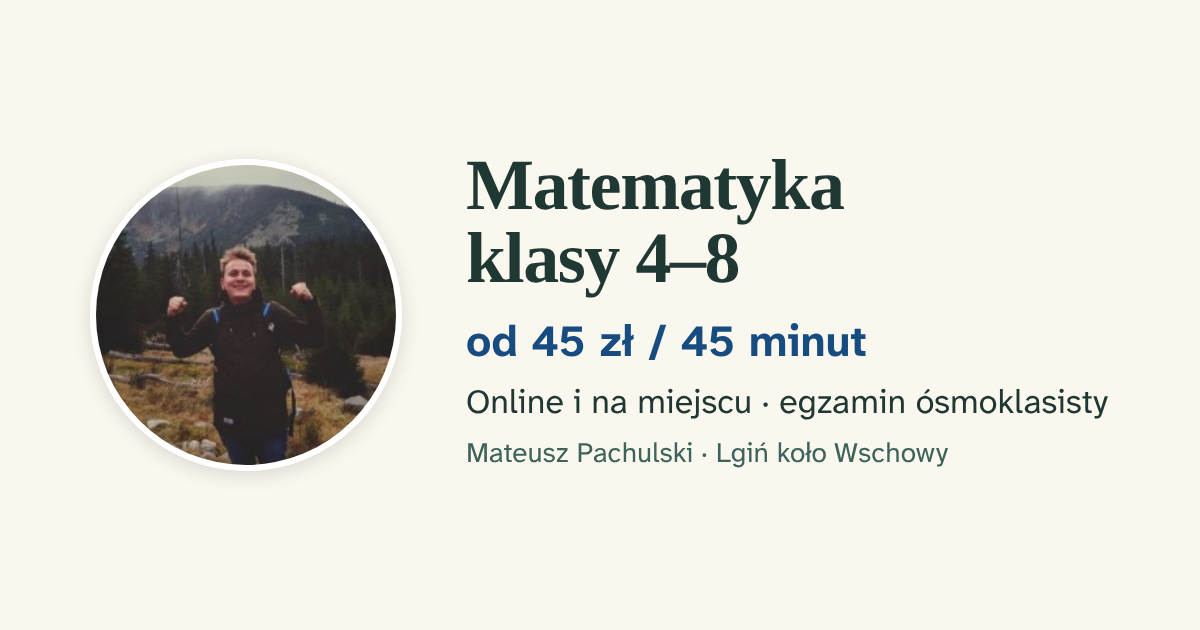 Matematyka
klasy 4–8
od 45 zł / 45 minut
Online i na miejscu · egzamin ósmoklasisty
Mateusz Pachulski · Lgiń koło Wschowy